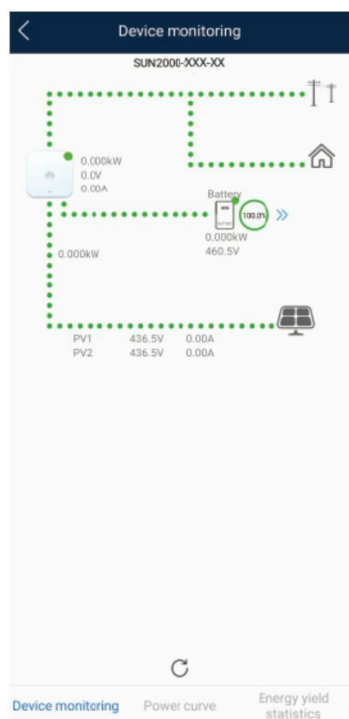 Device monitoring
SUN2000-XXX-XX
0.000kW
0.0V
0.00A
Battery
100.0%
0.000kW
460.5V
0.000kW
PV1 436.5V 0.00A
PV2 436.5V 0.00A
Device monitoring Power curve Energy yield
statistics